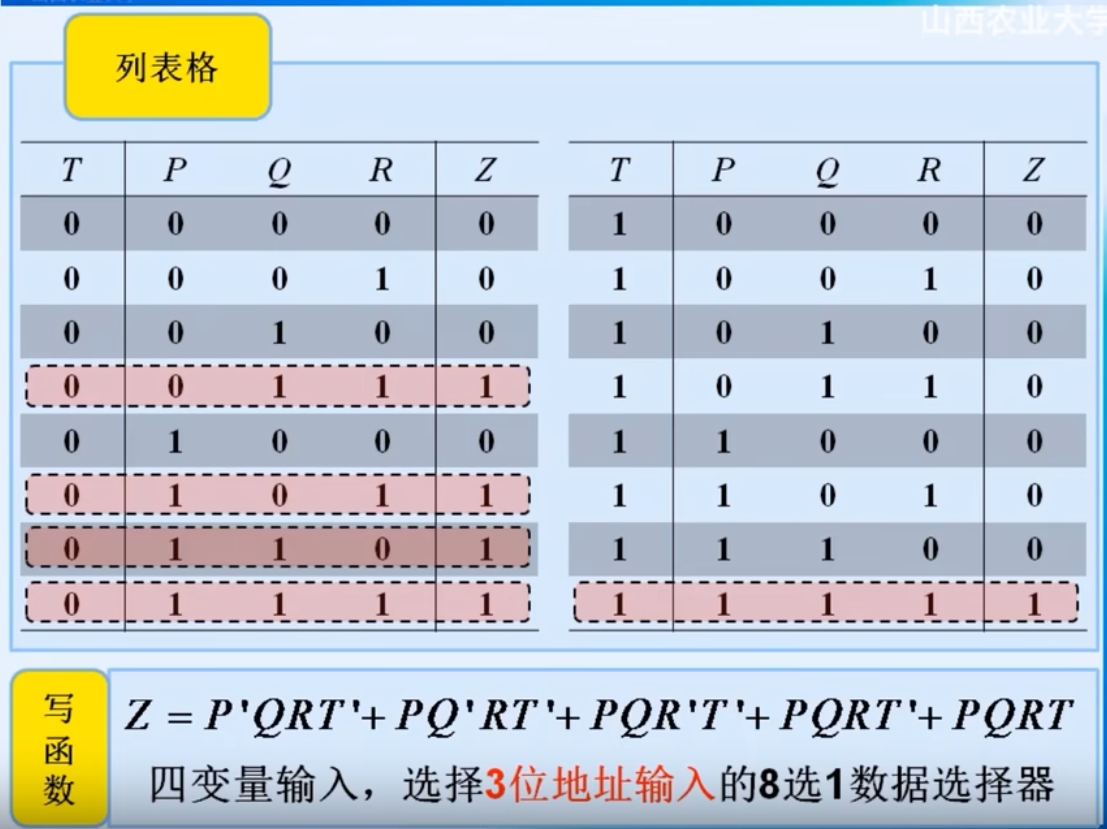 山西农业大学
列表格
T P Q R Z T P Q R Z
0 0 0 0 0 1 0 0 0 0
0 0 0 1 0 1 0 0 1 0
0 0 1 0 0 1 0 1 0 0
0 0 1 1 1 1 0 1 1 0
0 1 0 0 0 1 1 0 0 0
0 1 0 1 1 1 1 0 1 0
0 1 1 0 1 1 1 1 0 0
0 1 1 1 1 1 1 1 1 1
写
函
数
Z = P'QRT'+ PQ'RT'+ PQR'T'+ PQRT'+ PQRT
四变量输入，选择3位地址输入的8选1数据选择器